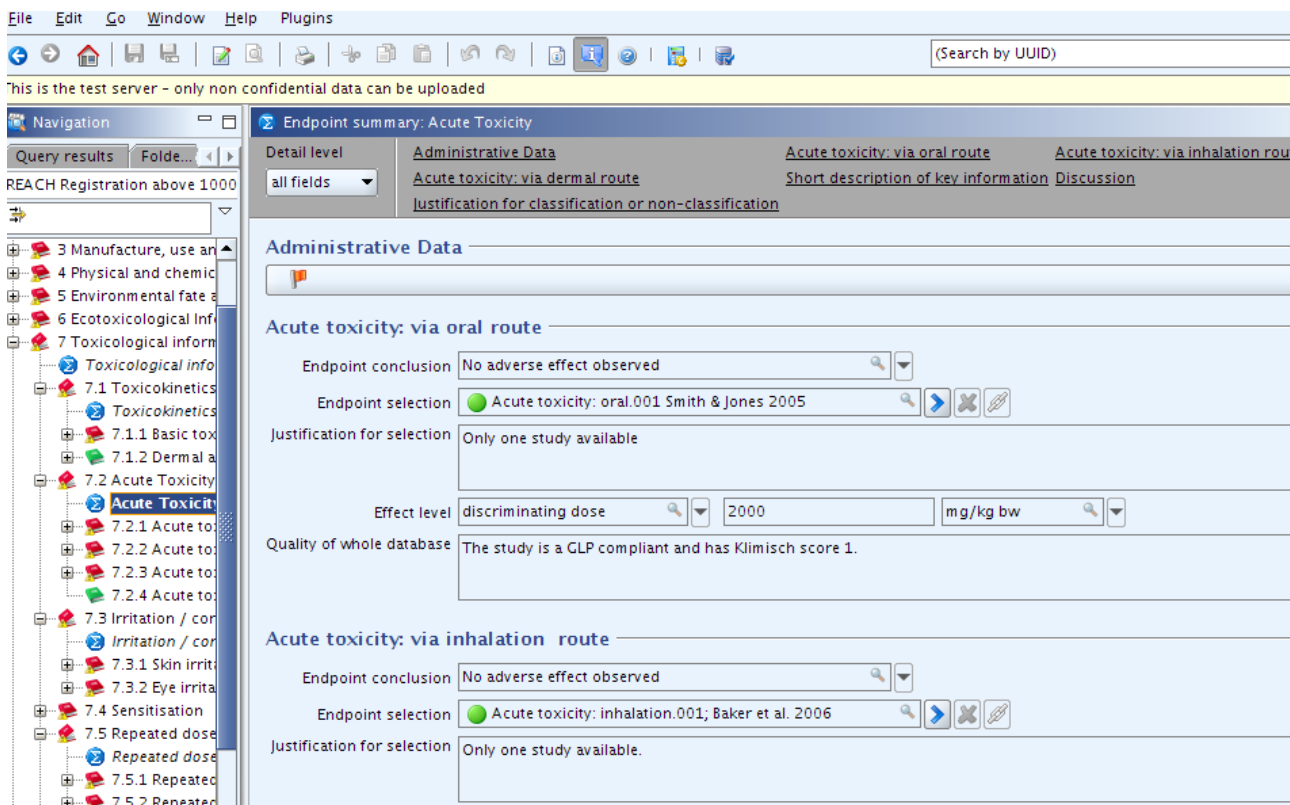 File Edit Go Window Help Plugins
(Search by UUID)
This is the test server - only non confidential data can be uploaded
Navigation
Query results Folde...
REACH Registration above 1000
3 Manufacture, use an
4 Physical and chemic
5 Environmental fate a
6 Ecotoxicological Inf
7 Toxicological inform
Toxicological info
7.1 Toxicokinetics
Toxicokinetics
7.1.1 Basic tox
7.1.2 Dermal a
7.2 Acute Toxicity
Acute Toxicity
7.2.1 Acute to
7.2.2 Acute to
7.2.3 Acute to
7.2.4 Acute to
7.3 Irritation / cor
Irritation / cor
7.3.1 Skin irrit
7.3.2 Eye irrita
7.4 Sensitisation
7.5 Repeated dose
Repeated dose
7.5.1 Repeated
7.5.2 Repeated
Endpoint summary: Acute Toxicity
Detail level
all fields
Administrative Data Acute toxicity: via oral route Acute toxicity: via inhalation rou
Acute toxicity: via dermal route Short description of key information Discussion
Justification for classification or non-classification
Administrative Data
Acute toxicity: via oral route
Endpoint conclusion No adverse effect observed
Endpoint selection Acute toxicity: oral.001 Smith & Jones 2005
Justification for selection Only one study available
Effect level discriminating dose 2000 mg/kg bw
Quality of whole database The study is a GLP compliant and has Klimisch score 1.
Acute toxicity: via inhalation route
Endpoint conclusion No adverse effect observed
Endpoint selection Acute toxicity: inhalation.001; Baker et al. 2006
Justification for selection Only one study available.